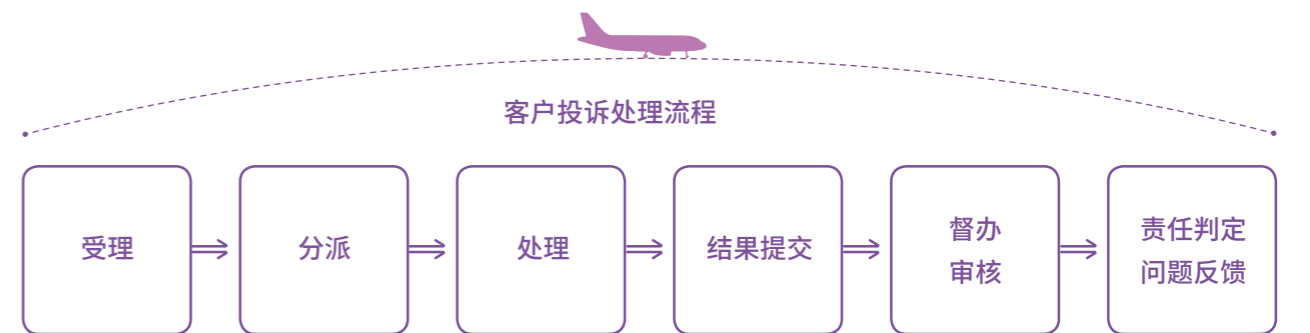 客户投诉处理流程
受理
分派
处理
结果提交
督办
审核
责任判定
问题反馈